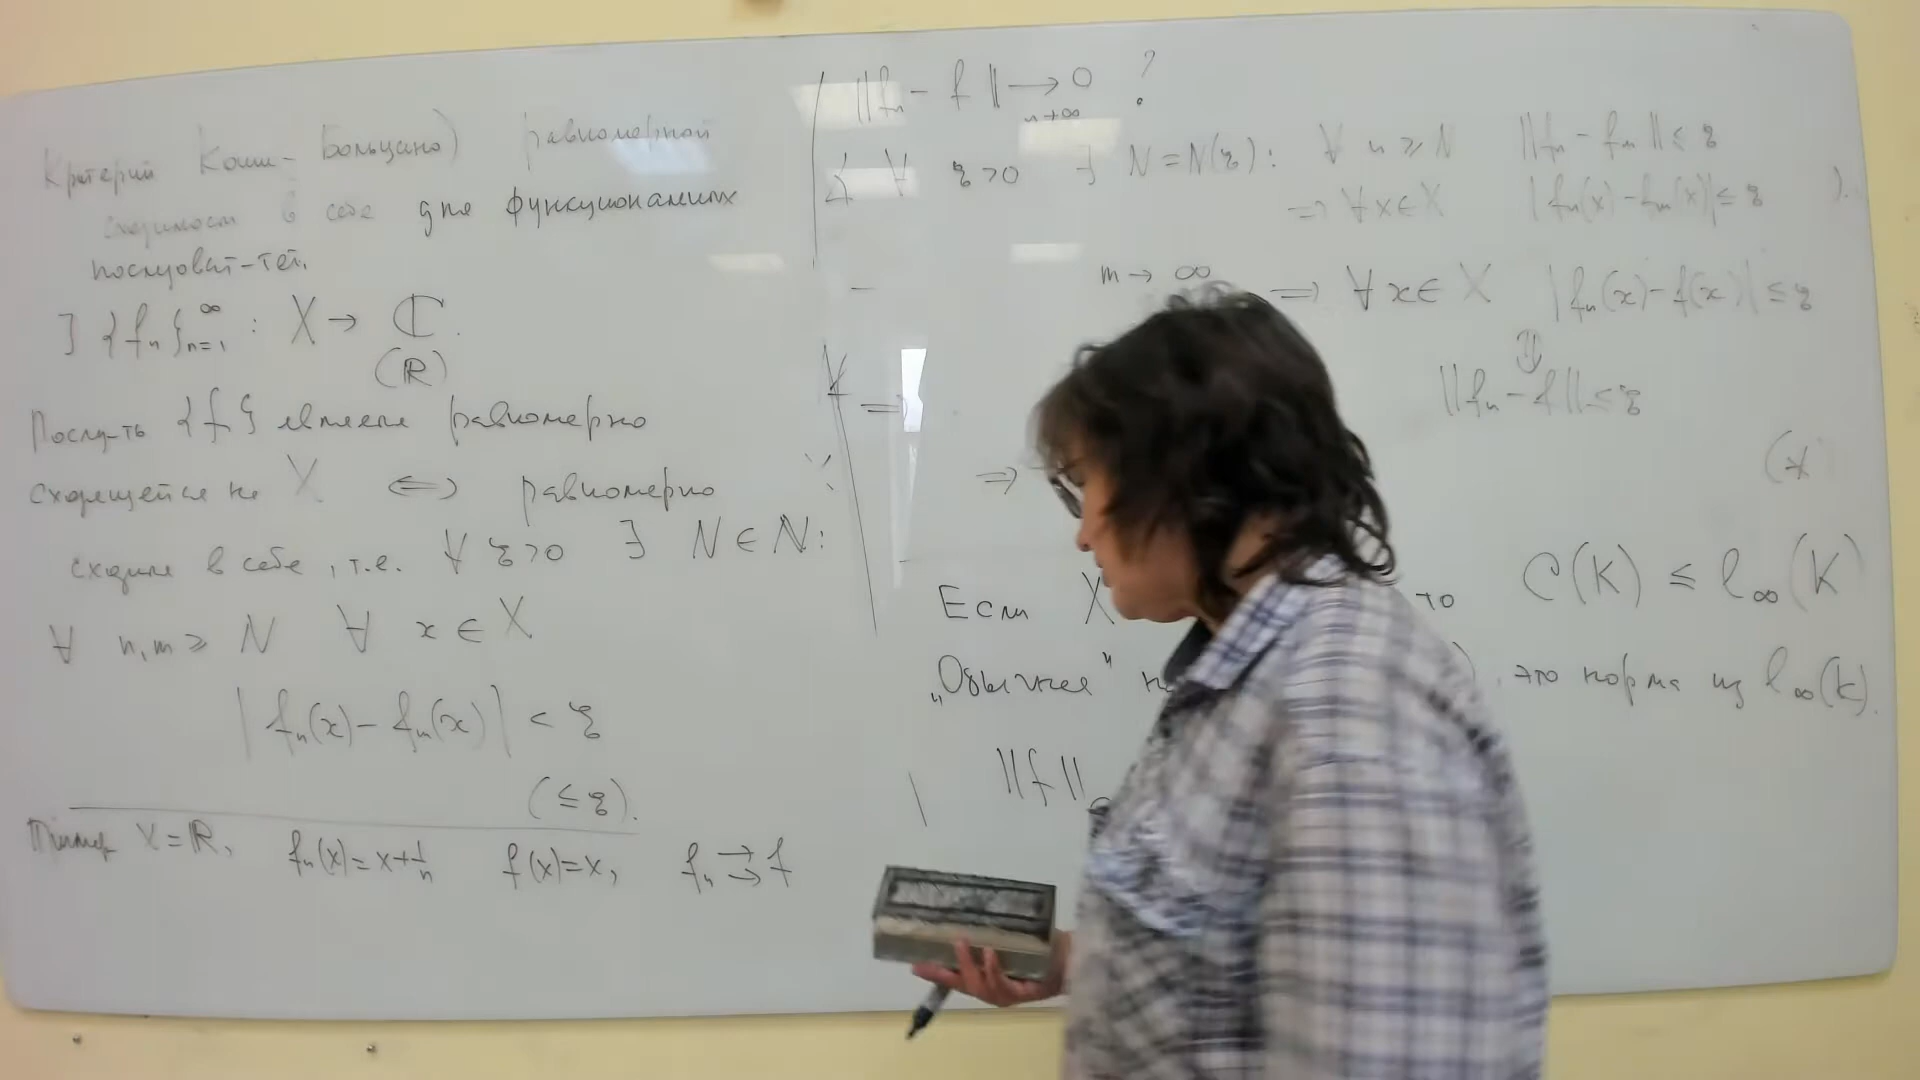 Критерий Коши-Больцано) равномерной
сходимости в себе для функциональных
последоват-тей.
] {fₙ}ₙ₌₁^∞ : X → ℂ.
(ℝ)
Послед-ть {f} является равномерно
сходящейся на X ⟺ равномерно
сходится в себе, т.е. ∀ ε>0 ∃ N ∈ ℕ:
∀ n,m ≥ N ∀ x ∈ X
|fₙ(x) - fₘ(x)| < ε
(≤ ε).
Пример X = ℝ, fₙ(x) = x + 1/n f(x) = x, fₙ ⇉ f
||fₙ - f|| → 0 ?
n→∞
∀ ε>0 ∃ N = N(ε): ∀ n ≥ N ||fₙ - fₘ|| ≤ ε
⇒ ∀ x ∈ X |fₙ(x) - fₘ(x)| ≤ ε
m → ∞ ⇒ ∀ x ∈ X |fₙ(x) - f(x)| ≤ ε
⇓
||fₙ - f|| ≤ ε
⇒
Если X то C(K) ≤ l∞(K)
„Обычная" , это норма из l∞(K).
||f||